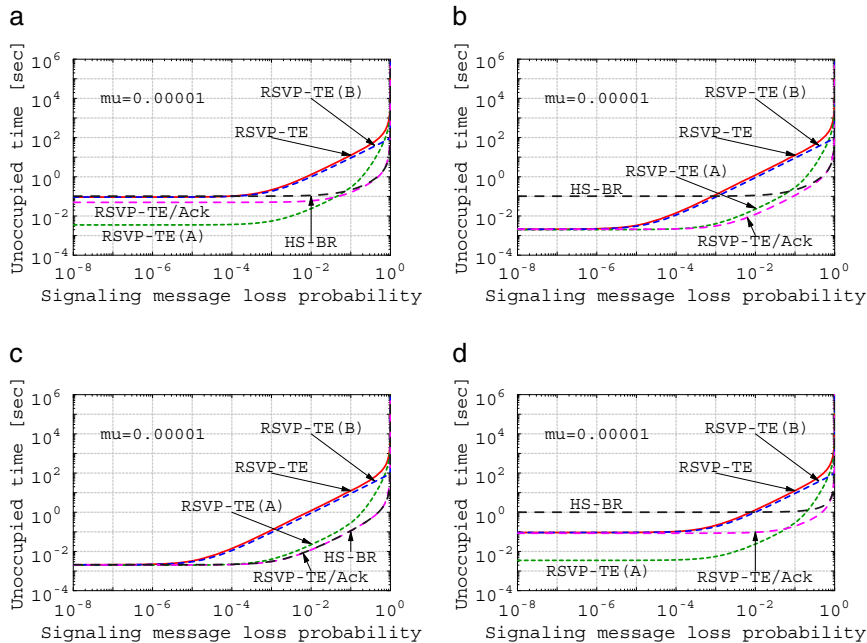 a
10^6
10^4
10^2
10^0
10^-2
10^-4
Unoccupied time [sec]
mu=0.00001
RSVP-TE(B)
RSVP-TE
RSVP-TE/Ack
RSVP-TE(A)
HS-BR
10^-8 10^-6 10^-4 10^-2 10^0
Signaling message loss probability
b
10^6
10^4
10^2
10^0
10^-2
10^-4
Unoccupied time [sec]
mu=0.00001
RSVP-TE(B)
RSVP-TE
RSVP-TE(A)
HS-BR
RSVP-TE/Ack
10^-8 10^-6 10^-4 10^-2 10^0
Signaling message loss probability
c
10^6
10^4
10^2
10^0
10^-2
10^-4
Unoccupied time [sec]
mu=0.00001
RSVP-TE(B)
RSVP-TE
RSVP-TE(A)
HS-BR
RSVP-TE/Ack
10^-8 10^-6 10^-4 10^-2 10^0
Signaling message loss probability
d
10^6
10^4
10^2
10^0
10^-2
10^-4
Unoccupied time [sec]
mu=0.00001
RSVP-TE(B)
RSVP-TE
HS-BR
RSVP-TE(A)
RSVP-TE/Ack
10^-8 10^-6 10^-4 10^-2 10^0
Signaling message loss probability